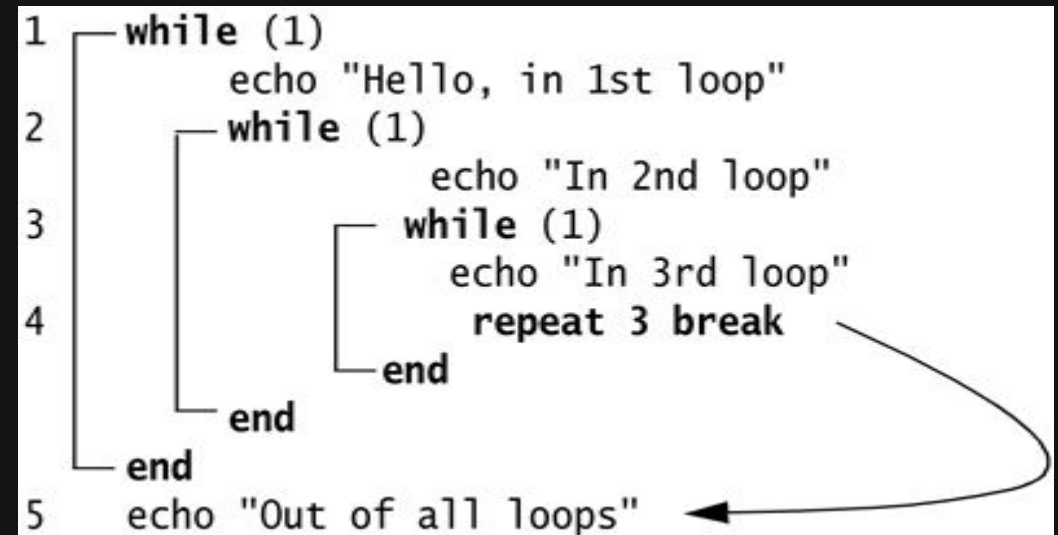 1 while (1)
echo "Hello, in 1st loop"
2 while (1)
echo "In 2nd loop"
3 while (1)
echo "In 3rd loop"
4 repeat 3 break
end
end
end
5 echo "Out of all loops"